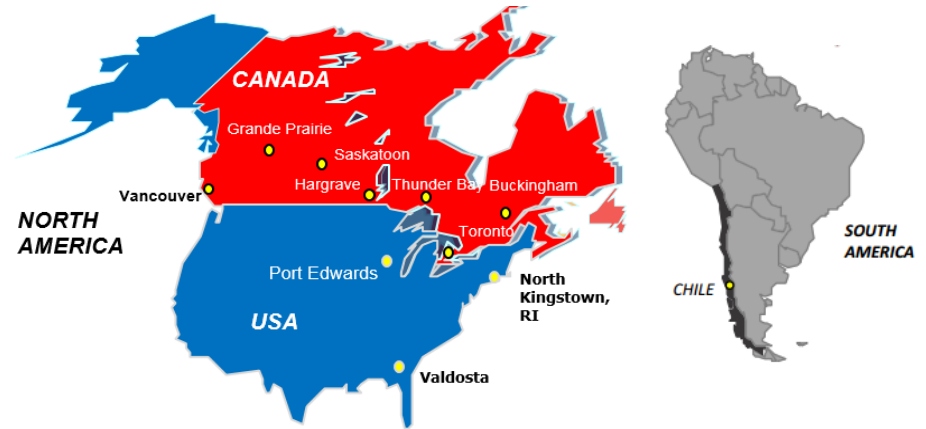 CANADA
Grande Prairie
Saskatoon
Hargrave
Thunder Bay
Buckingham
Vancouver
NORTH
AMERICA
Toronto
Port Edwards
North
Kingstown,
RI
USA
Valdosta
SOUTH
AMERICA
CHILE